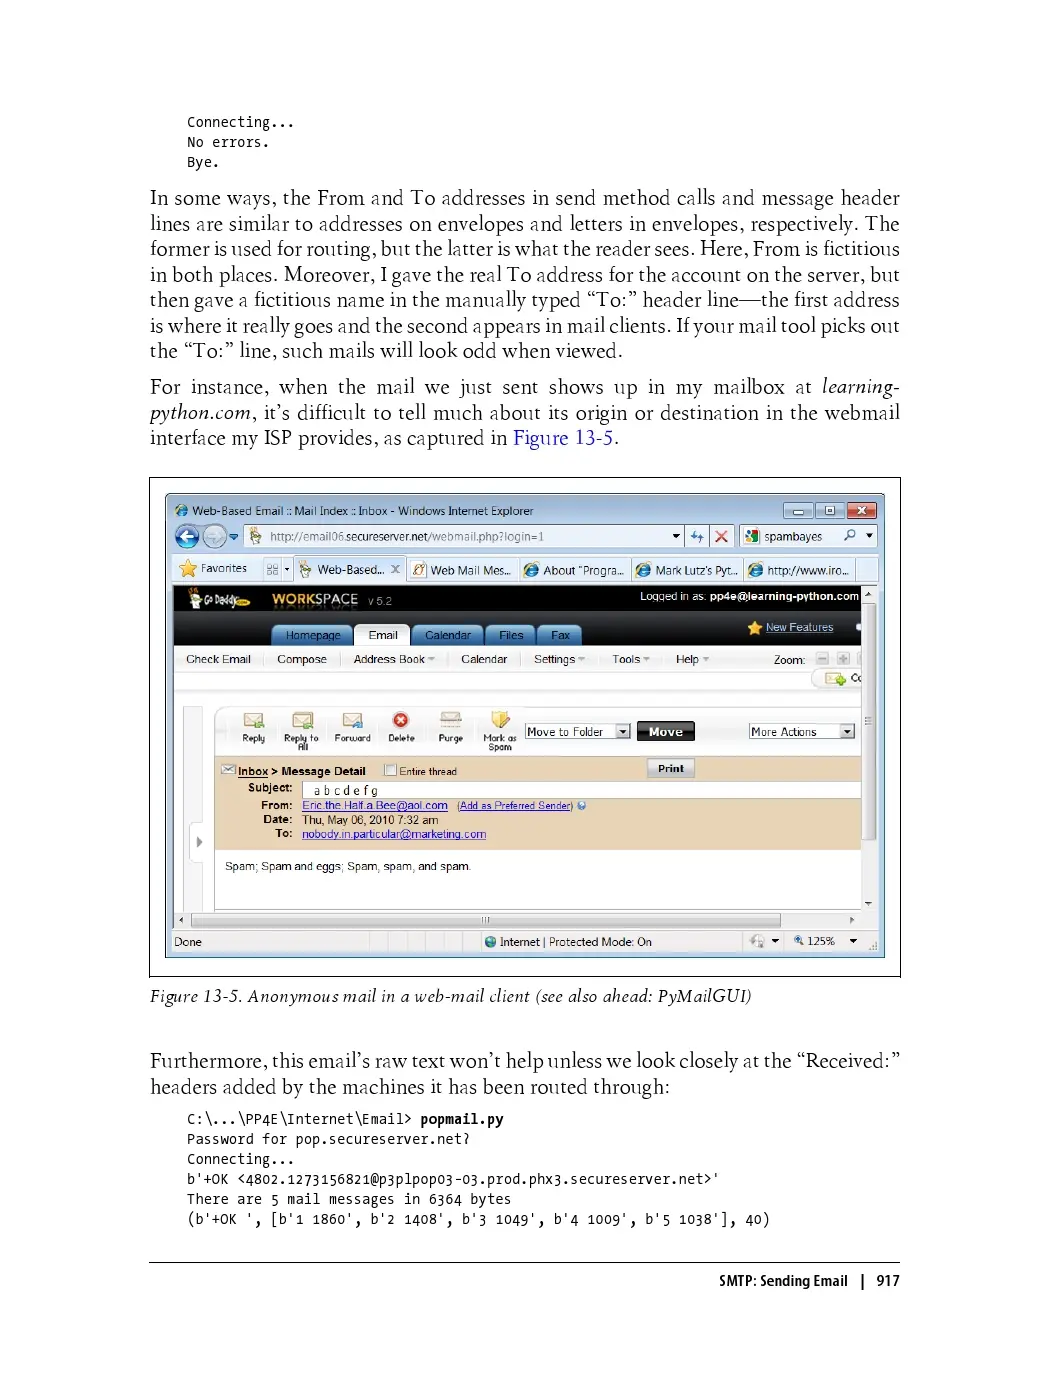 Connecting...
No errors.
Bye.
In some ways, the From and To addresses in send method calls and message header
lines are similar to addresses on envelopes and letters in envelopes, respectively. The
former is used for routing, but the latter is what the reader sees. Here, From is fictitious
in both places. Moreover, I gave the real To address for the account on the server, but
then gave a fictitious name in the manually typed “To:” header line—the first address
is where it really goes and the second appears in mail clients. If your mail tool picks out
the “To:” line, such mails will look odd when viewed.
For instance, when the mail we just sent shows up in my mailbox at learning-
python.com, it’s difficult to tell much about its origin or destination in the webmail
interface my ISP provides, as captured in Figure 13-5.
Web-Based Email :: Mail Index :: Inbox - Windows Internet Explorer
http://email06.secureserver.net/webmail.php?login=1
spambayes
Favorites
Web-Based... X
Web Mail Mes...
About "Progra...
Mark Lutz's Pyt...
http://www.iro...
Go Daddy.com
WORKSPACE v 5.2
Logged in as: pp4e@learning-python.com
Homepage Email Calendar Files Fax
New Features
Check Email Compose Address Book Calendar Settings Tools Help Zoom:
Co
Reply Reply to All Forward Delete Purge Mark as Spam Move to Folder Move More Actions
Inbox > Message Detail Entire thread Print
Subject: a b c d e f g
From: Eric.the.Half.a.Bee@aol.com (Add as Preferred Sender)
Date: Thu, May 06, 2010 7:32 am
To: nobody.in.particular@marketing.com
Spam; Spam and eggs; Spam, spam, and spam.
Done Internet | Protected Mode: On 125%
Figure 13-5. Anonymous mail in a web-mail client (see also ahead: PyMailGUI)
Furthermore, this email’s raw text won’t help unless we look closely at the “Received:”
headers added by the machines it has been routed through:
C:\...\PP4E\Internet\Email> popmail.py
Password for pop.secureserver.net?
Connecting...
b'+OK <4802.1273156821@p3plpop03-03.prod.phx3.secureserver.net>'
There are 5 mail messages in 6364 bytes
(b'+OK ', [b'1 1860', b'2 1408', b'3 1049', b'4 1009', b'5 1038'], 40)
SMTP: Sending Email | 917